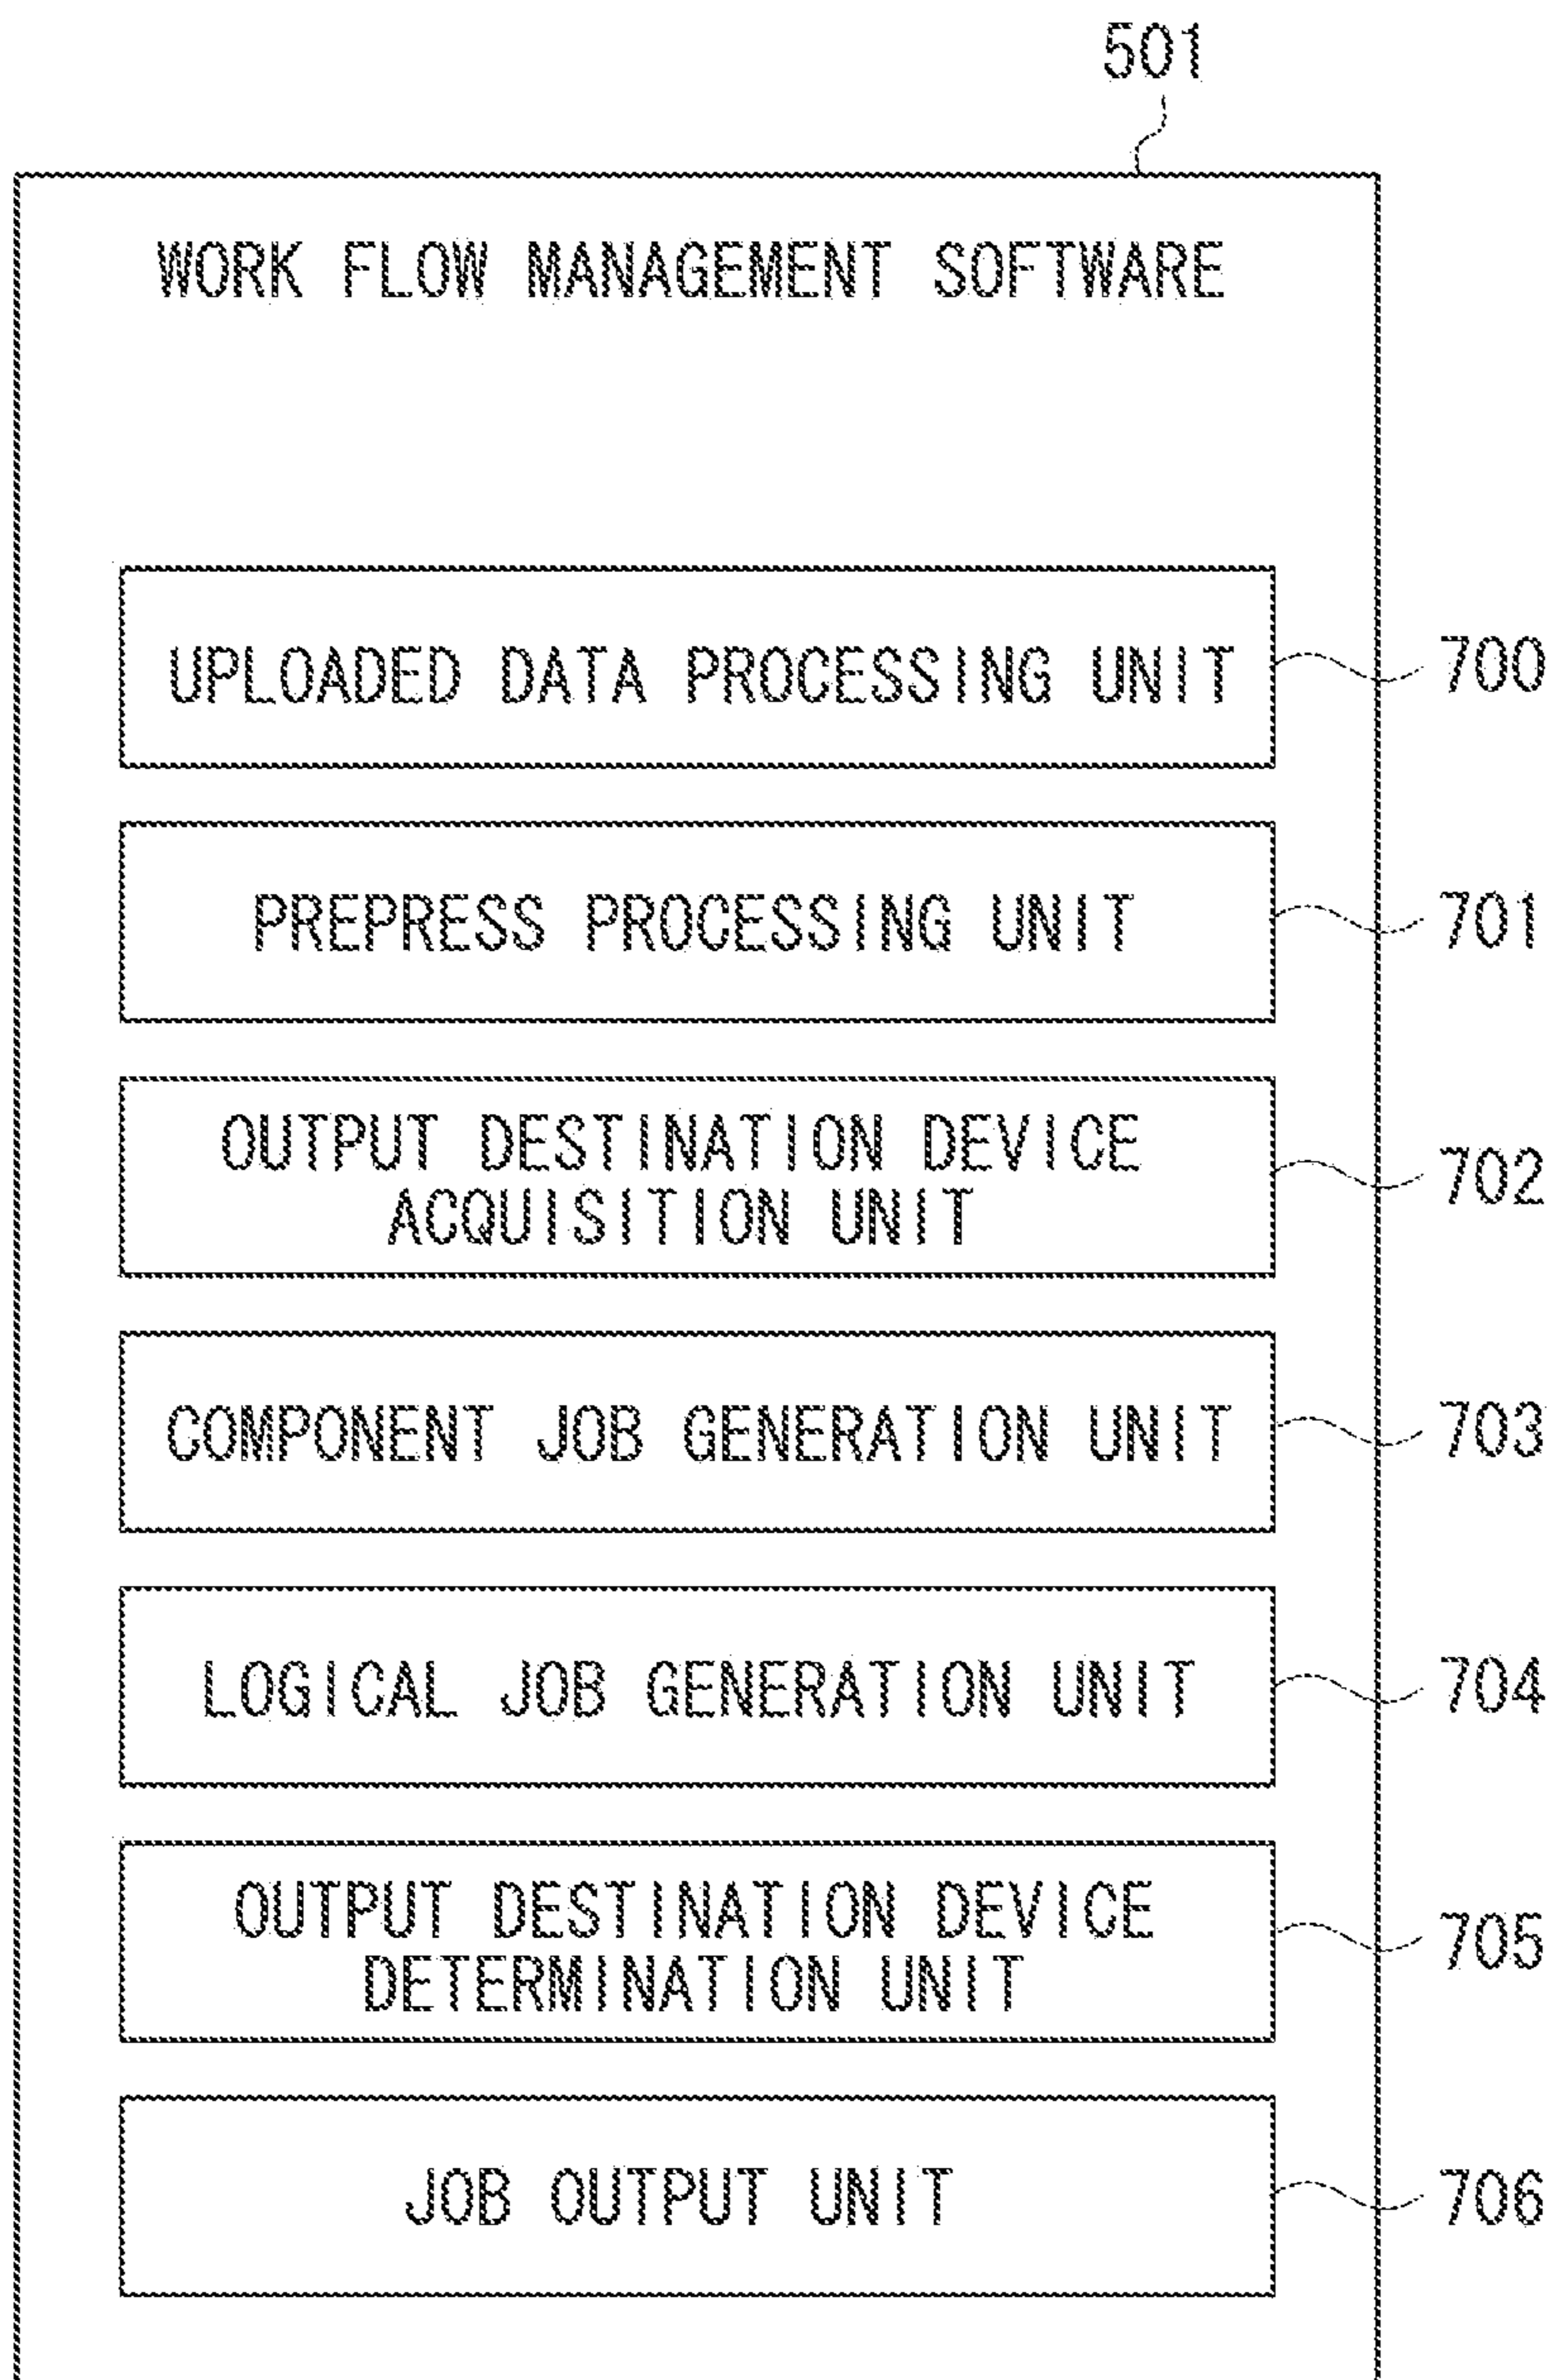 501
WORK FLOW MANAGEMENT SOFTWARE
UPLOADED DATA PROCESSING UNIT
700
PREPRESS PROCESSING UNIT
701
OUTPUT DESTINATION DEVICE
ACQUISITION UNIT
702
COMPONENT JOB GENERATION UNIT
703
LOGICAL JOB GENERATION UNIT
704
OUTPUT DESTINATION DEVICE
DETERMINATION UNIT
705
JOB OUTPUT UNIT
706